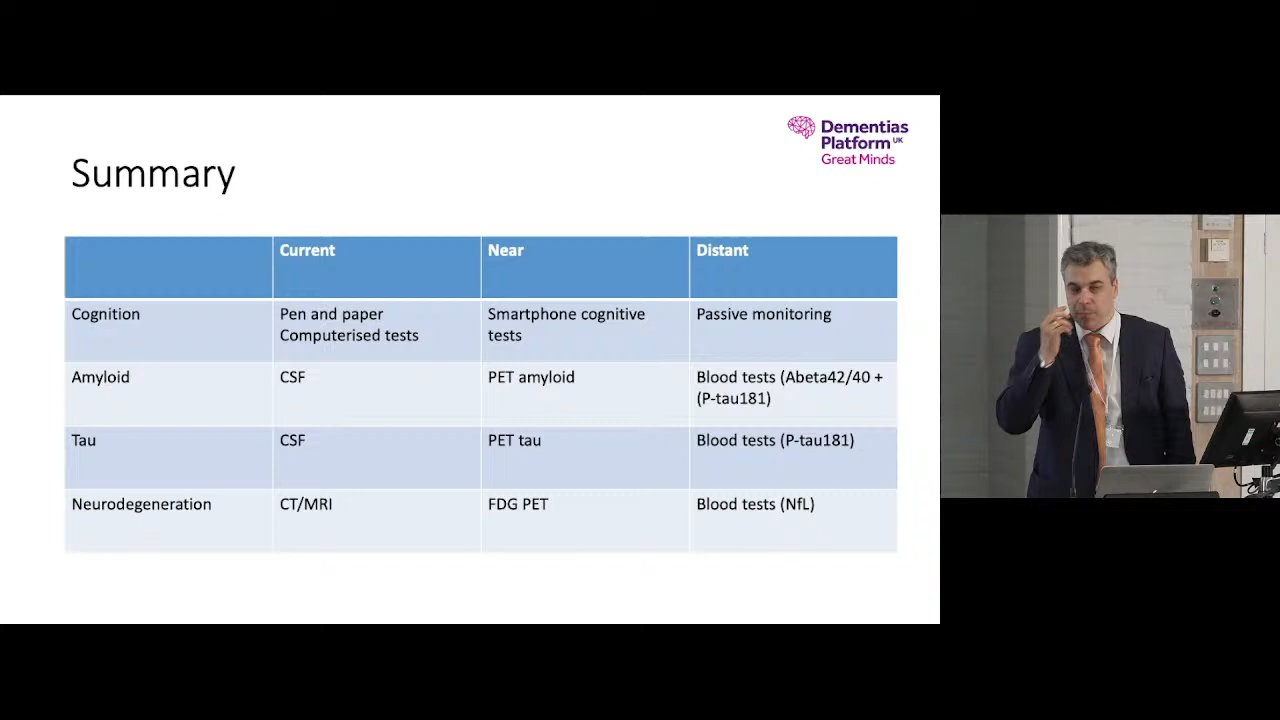 Dementias
Platform UK
Great Minds
Summary
Current Near Distant
Cognition Pen and paper Smartphone cognitive Passive monitoring
Computerised tests tests
Amyloid CSF PET amyloid Blood tests (Abeta42/40 +
(P-tau181)
Tau CSF PET tau Blood tests (P-tau181)
Neurodegeneration CT/MRI FDG PET Blood tests (NfL)